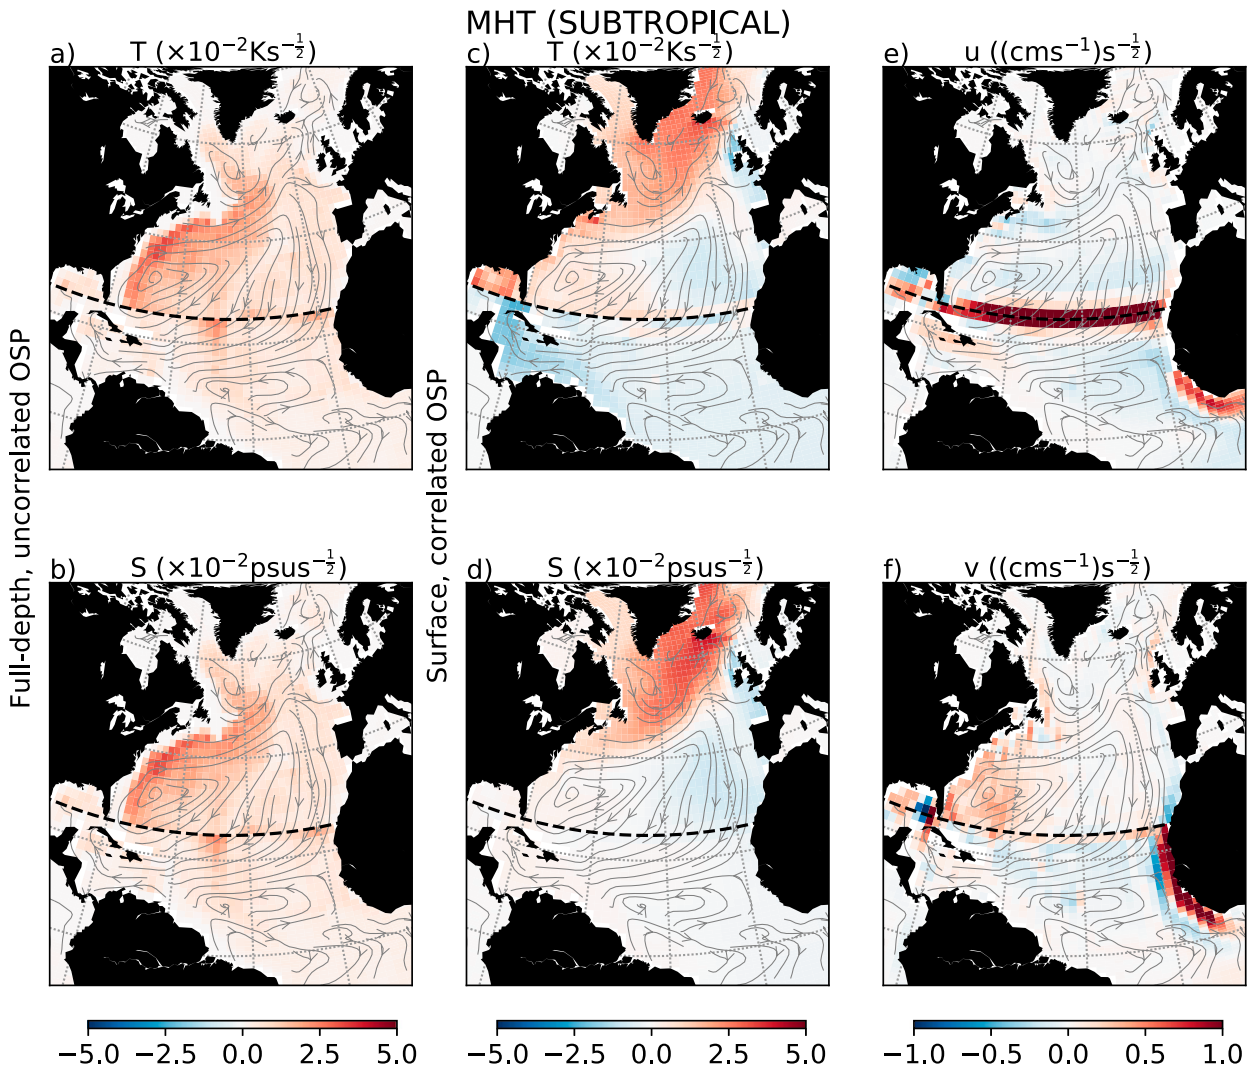 MHT (SUBTROPICAL)
a) T (×10⁻²Ks^{-1/2})
c) T (×10⁻²Ks^{-1/2})
e) u ((cms⁻¹)s^{-1/2})
Full-depth, uncorrelated OSP
Surface, correlated OSP
b) S (×10⁻²psus^{-1/2})
d) S (×10⁻²psus^{-1/2})
f) v ((cms⁻¹)s^{-1/2})
−5.0 −2.5 0.0 2.5 5.0
−5.0 −2.5 0.0 2.5 5.0
−1.0 −0.5 0.0 0.5 1.0